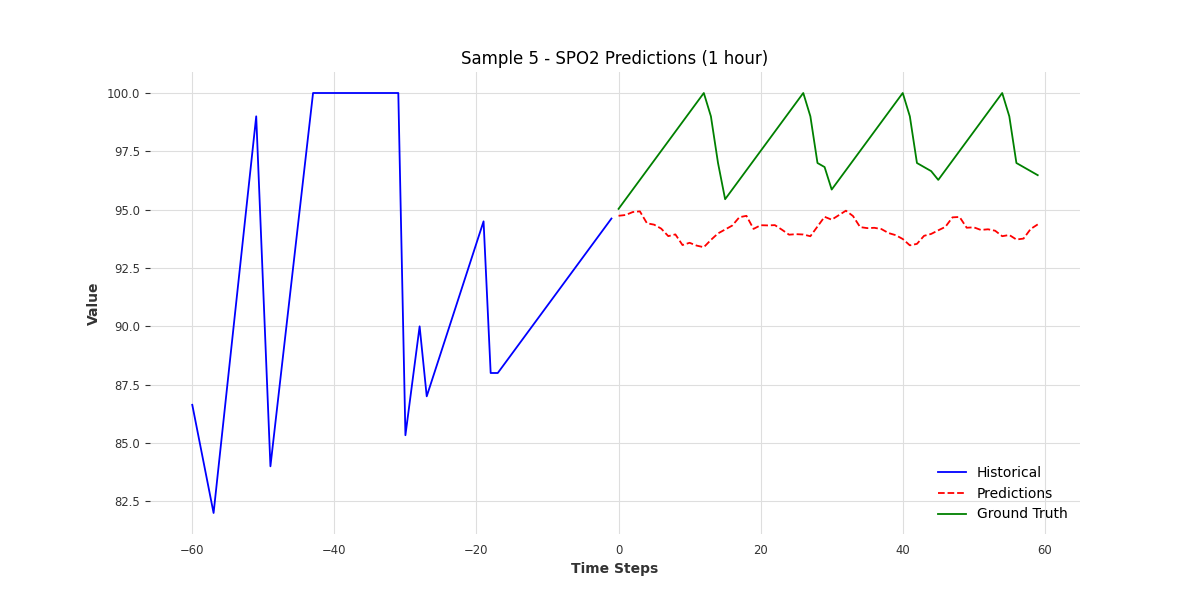 Sample 5 - SPO2 Predictions (1 hour)
100.0
97.5
95.0
92.5
90.0
87.5
85.0
82.5
Value
−60
−40
−20
0
20
40
60
Time Steps
Historical
Predictions
Ground Truth